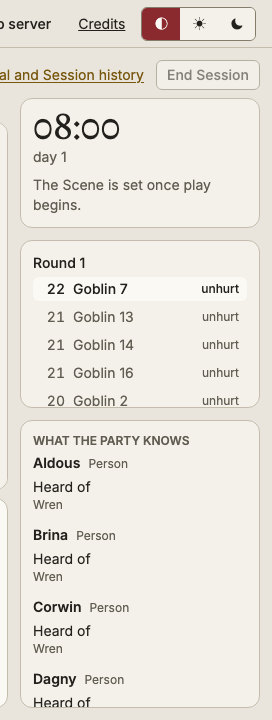 p server Credits
al and Session history End Session
08:00
day 1
The Scene is set once play
begins.
Round 1
22 Goblin 7 unhurt
21 Goblin 13 unhurt
21 Goblin 14 unhurt
21 Goblin 16 unhurt
20 Goblin 2 unhurt
WHAT THE PARTY KNOWS
Aldous Person
Heard of
Wren
Brina Person
Heard of
Wren
Corwin Person
Heard of
Wren
Dagny Person
Heard of